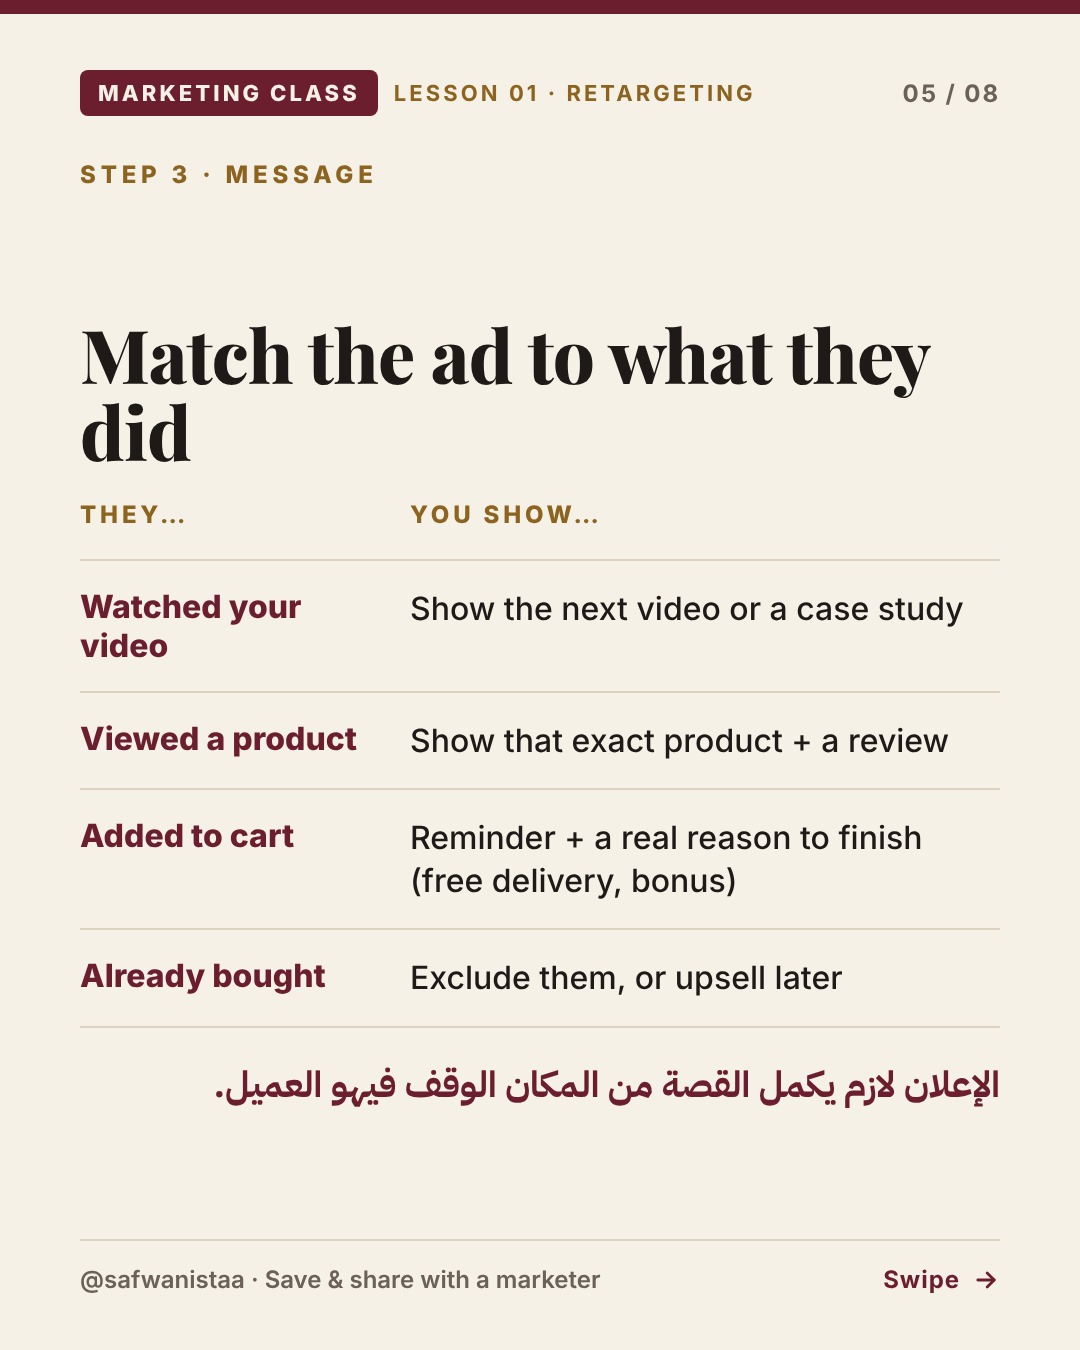 MARKETING CLASS LESSON 01 · RETARGETING 05 / 08
STEP 3 · MESSAGE
Match the ad to what they
did
THEY... YOU SHOW...
Watched your
video
Show the next video or a case study
Viewed a product Show that exact product + a review
Added to cart Reminder + a real reason to finish
(free delivery, bonus)
Already bought Exclude them, or upsell later
الإعلان لازم يكمل القصة من المكان الوقف فيهو العميل.
@safwanistaa · Save & share with a marketer Swipe →